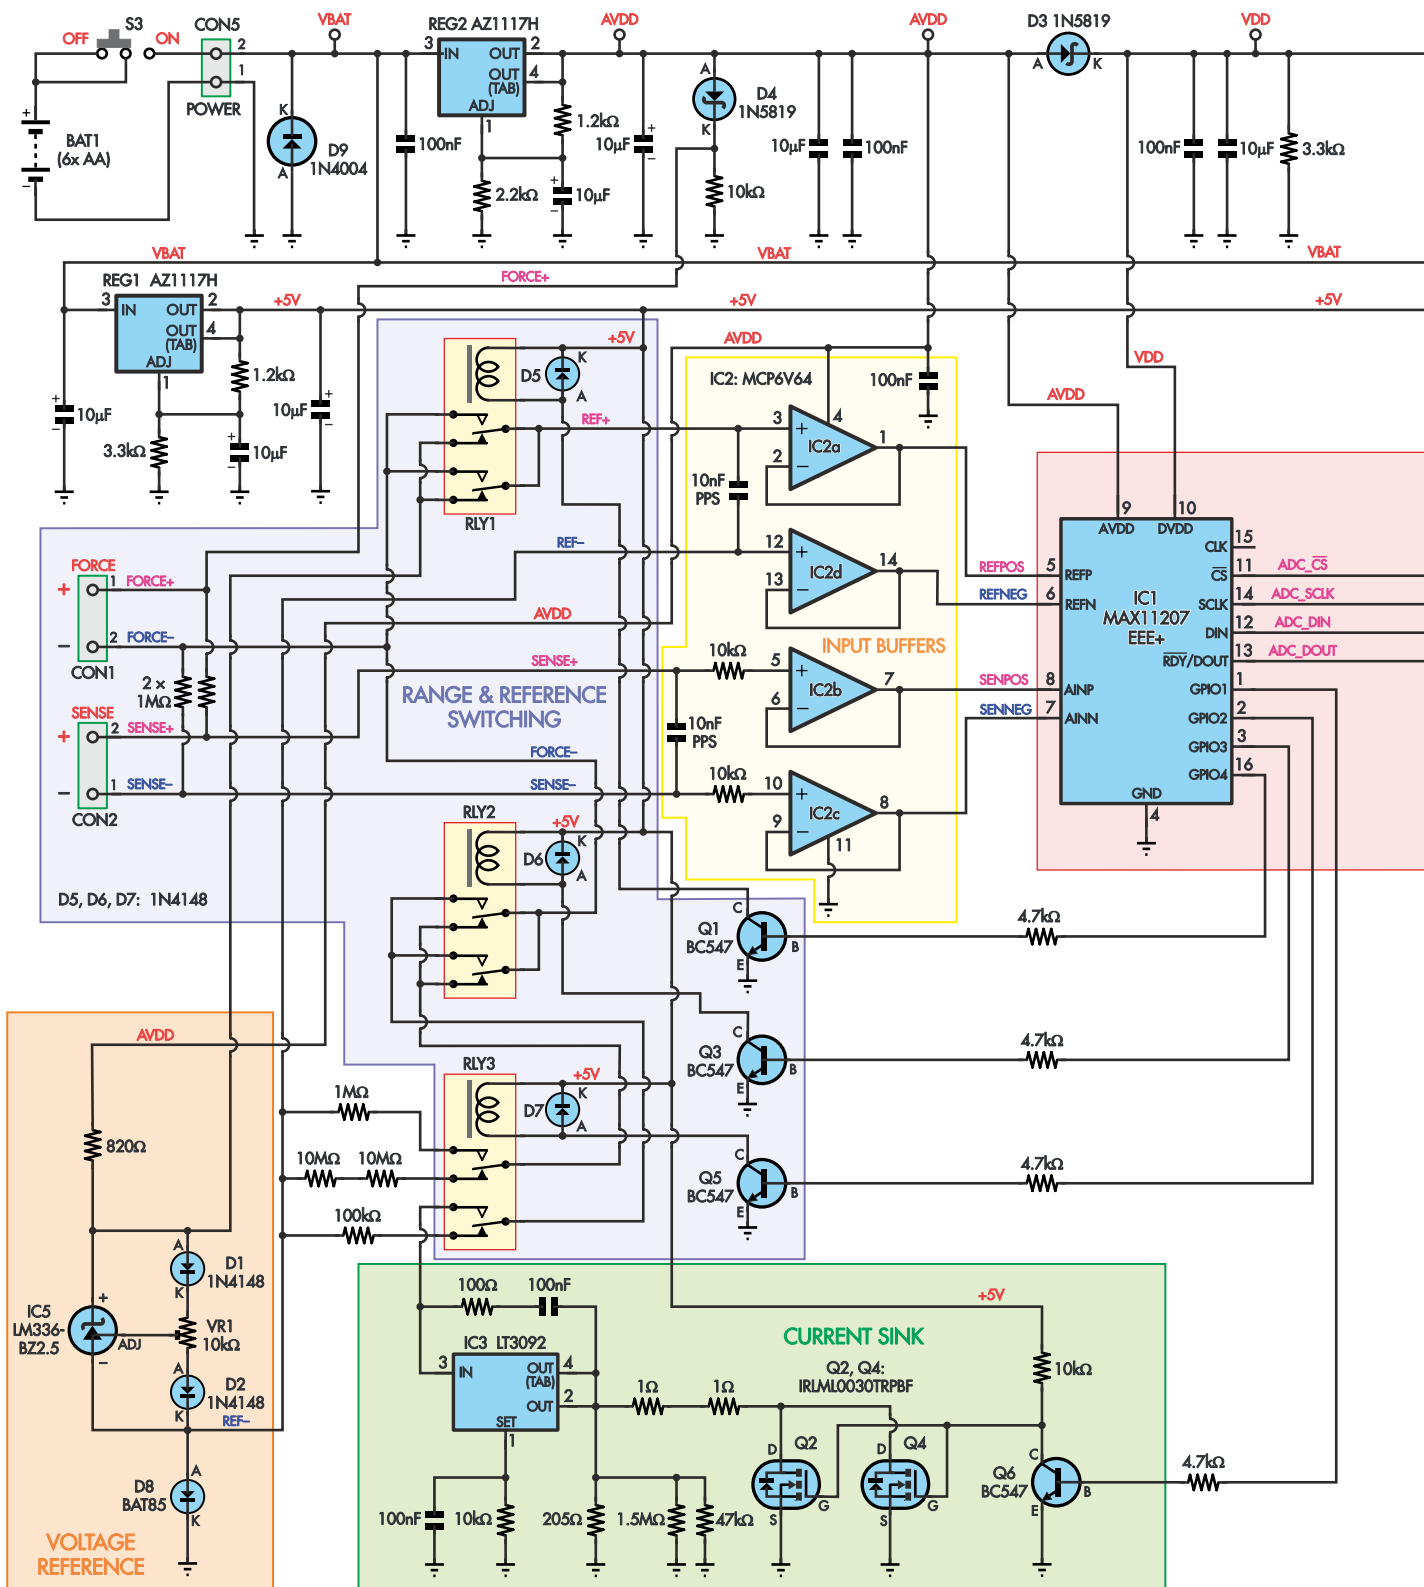 OFF
S3
ON
CON5
2
1
POWER
+
BAT1
(6x AA)
–
VBAT
K
A
D9
1N4004
100nF
REG2 AZ1117H
3 IN
OUT 2
OUT 4
(TAB)
ADJ
1
1.2kΩ
2.2kΩ
+
10µF
–
AVDD
+
10µF
–
A
K
D4
1N5819
10kΩ
10µF
100nF
AVDD
D3 1N5819
A
K
VDD
100nF
10µF
3.3kΩ
VBAT
VBAT
VBAT
REG1 AZ1117H
3 IN
OUT 2
OUT 4
(TAB)
ADJ
1
+5V
+5V
+5V
FORCE+
+
10µF
–
1.2kΩ
3.3kΩ
+
10µF
–
+
10µF
–
+5V
D5
K
A
RLY1
REF+
REF–
AVDD
IC2: MCP6V64
100nF
3 +
2 –
IC2a
4
1
10nF
PPS
12 +
13 –
IC2d
14
INPUT BUFFERS
10kΩ
5 +
6 –
IC2b
7
10nF
PPS
10kΩ
10 +
9 –
IC2c
8
11
FORCE
+
1 FORCE+
–
2 FORCE–
CON1
2 ×
1MΩ
SENSE
+
2 SENSE+
–
1 SENSE–
CON2
AVDD
SENSE+
RANGE & REFERENCE
SWITCHING
FORCE–
SENSE–
D5, D6, D7: 1N4148
RLY2
+5V
D6
K
A
AVDD
VDD
9
AVDD
10
DVDD
REFPOS 5 REFP
REFNEG 6 REFN
SENPOS 8 AINP
SENNEG 7 AINN
IC1
MAX11207
EEE+
CLK 15
CS 11 ADC_CS
SCLK 14 ADC_SCLK
DIN 12 ADC_DIN
RDY/DOUT 13 ADC_DOUT
GPIO1 1
GPIO2 2
GPIO3 3
GPIO4 16
GND
4
Q1
BC547
C
B
E
4.7kΩ
Q3
BC547
C
B
E
4.7kΩ
RLY3
+5V
D7
K
A
Q5
BC547
C
B
E
4.7kΩ
1MΩ
10MΩ
10MΩ
100kΩ
AVDD
820Ω
A
K
D1
1N4148
IC5
LM336-
BZ2.5
+
ADJ
–
VR1
10kΩ
A
K
D2
1N4148
REF–
A
K
D8
BAT85
VOLTAGE
REFERENCE
100Ω
100nF
IC3 LT3092
3 IN
OUT 4
(TAB)
OUT 2
SET
1
100nF
10kΩ
205Ω
1.5MΩ
47kΩ
1Ω
1Ω
CURRENT SINK
Q2, Q4:
IRLML0030TRPBF
D
Q2
G
S
D
Q4
G
S
+5V
10kΩ
Q6
BC547
C
B
E
4.7kΩ